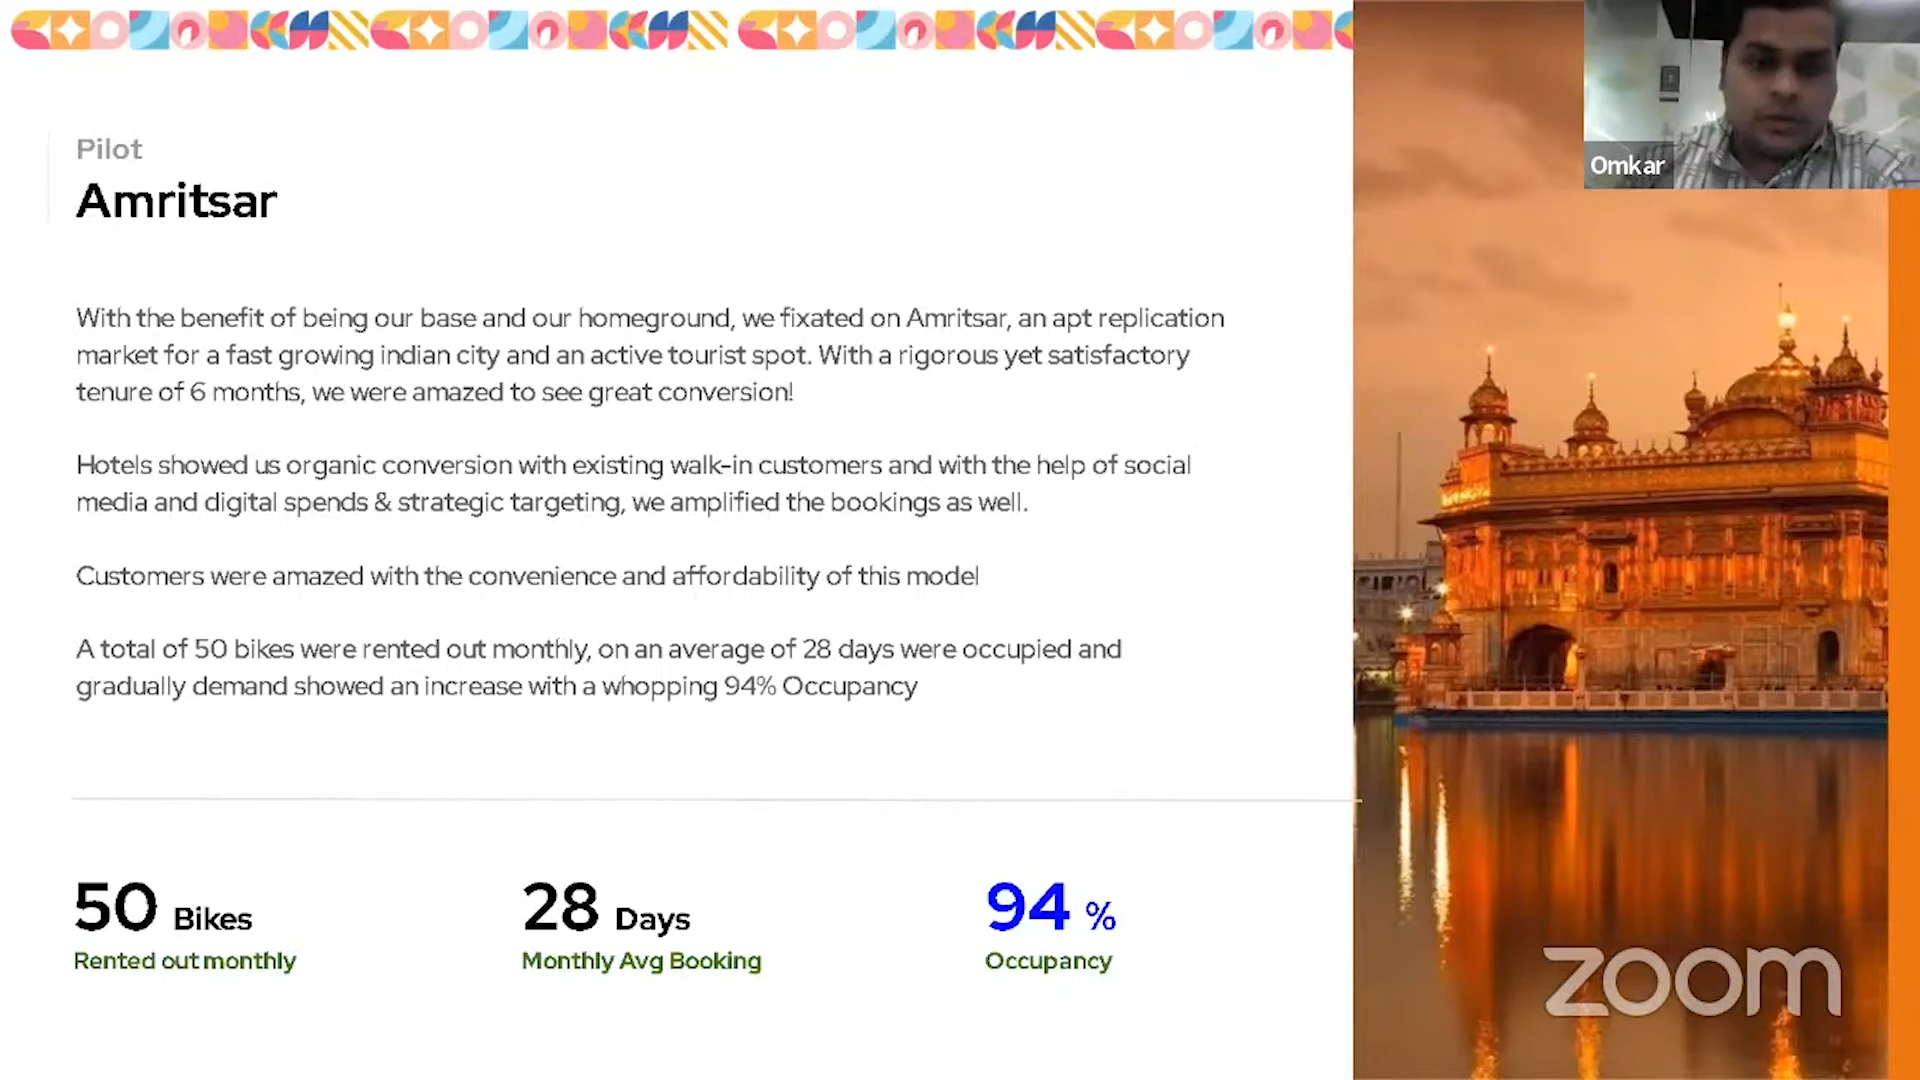 Pilot
Amritsar
With the benefit of being our base and our homeground, we fixated on Amritsar, an apt replication
market for a fast growing indian city and an active tourist spot. With a rigorous yet satisfactory
tenure of 6 months, we were amazed to see great conversion!
Hotels showed us organic conversion with existing walk-in customers and with the help of social
media and digital spends & strategic targeting, we amplified the bookings as well.
Customers were amazed with the convenience and affordability of this model
A total of 50 bikes were rented out monthly, on an average of 28 days were occupied and
gradually demand showed an increase with a whopping 94% Occupancy
50 Bikes
Rented out monthly
28 Days
Monthly Avg Booking
94 %
Occupancy
Omkar
zoom